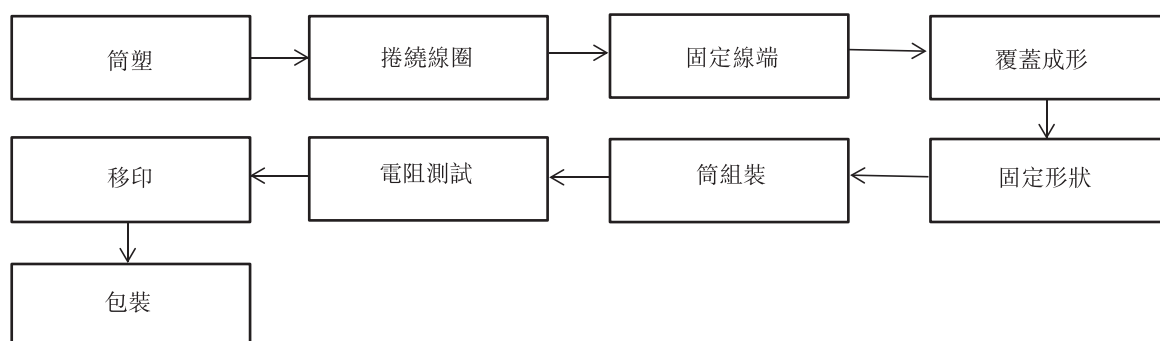 筒塑
捲繞線圈
固定線端
覆蓋成形
固定形狀
筒組裝
電阻測試
移印
包裝